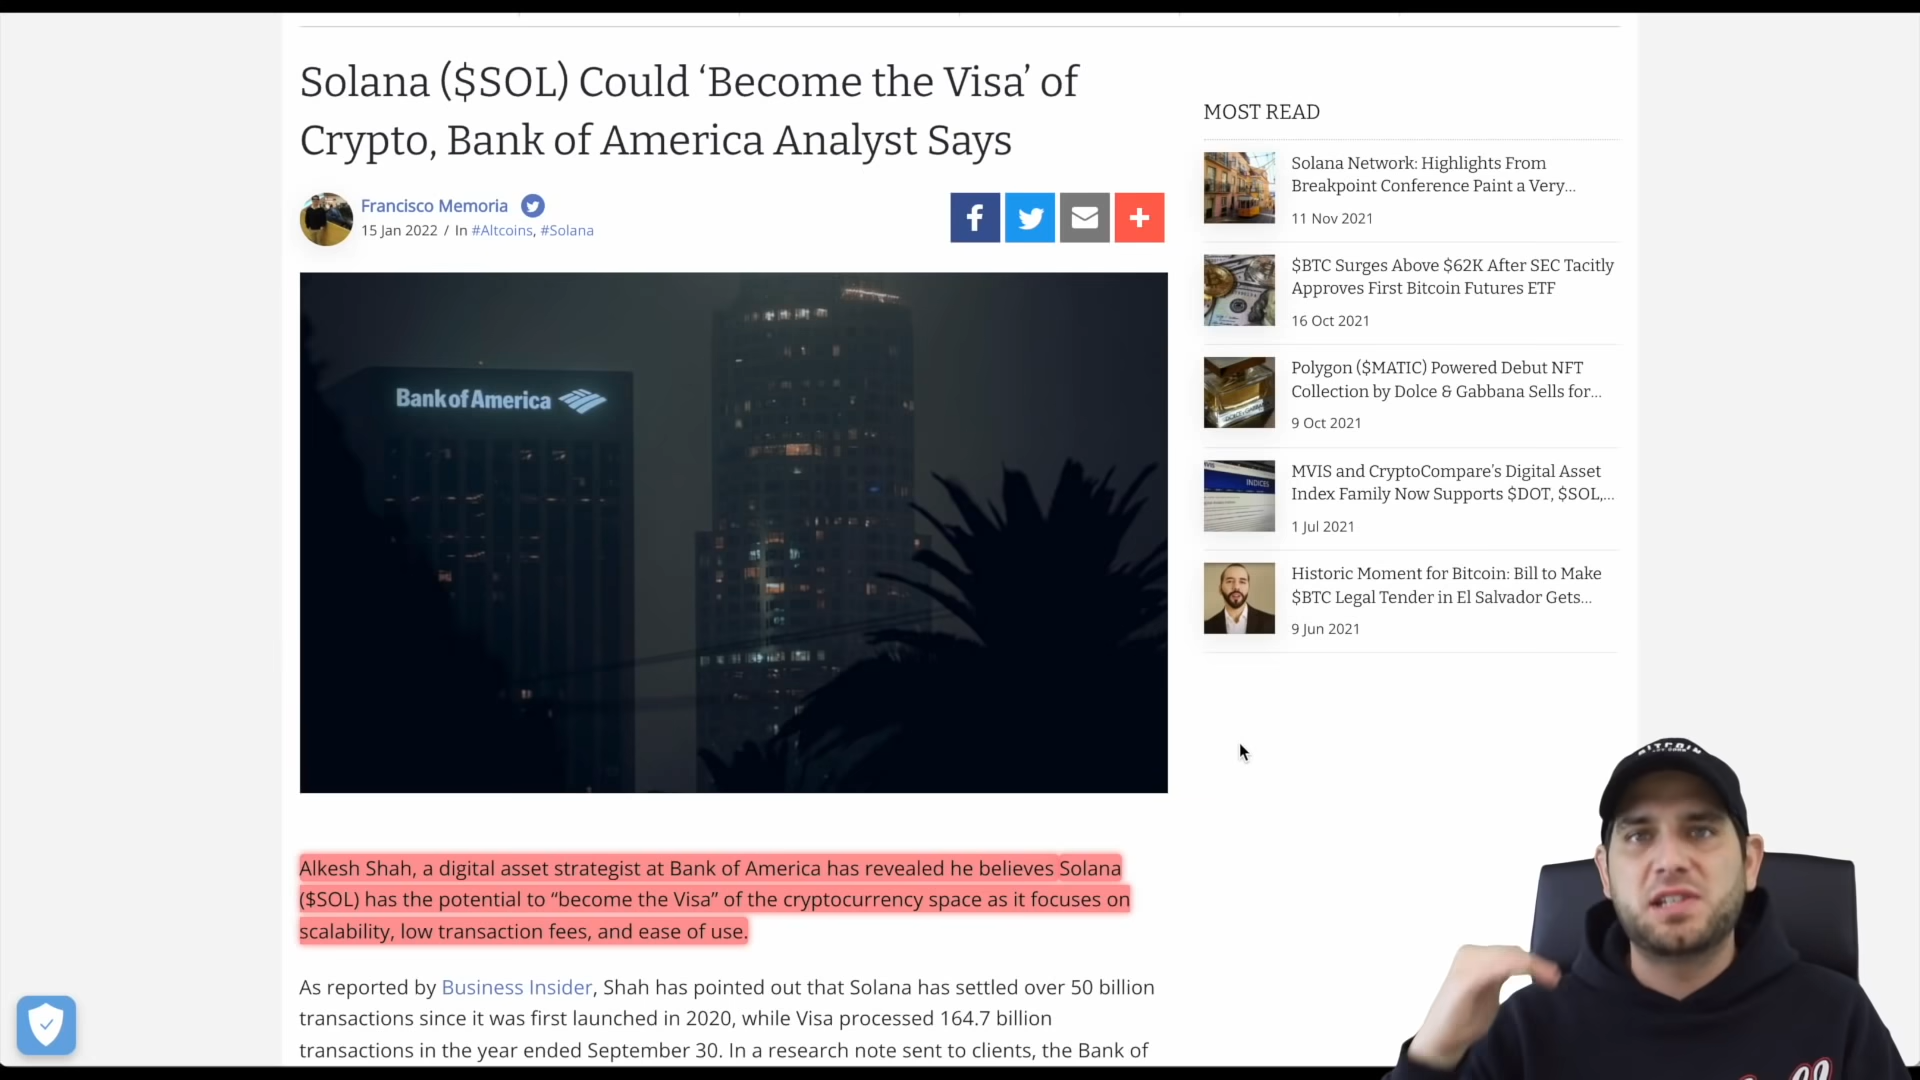 Solana ($SOL) Could ‘Become the Visa’ of
Crypto, Bank of America Analyst Says
Francisco Memoria
15 Jan 2022 / In #Altcoins, #Solana
Bank of America
Alkesh Shah, a digital asset strategist at Bank of America has revealed he believes Solana
($SOL) has the potential to “become the Visa” of the cryptocurrency space as it focuses on
scalability, low transaction fees, and ease of use.
As reported by Business Insider, Shah has pointed out that Solana has settled over 50 billion
transactions since it was first launched in 2020, while Visa processed 164.7 billion
transactions in the year ended September 30. In a research note sent to clients, the Bank of
MOST READ
Solana Network: Highlights From
Breakpoint Conference Paint a Very...
11 Nov 2021
$BTC Surges Above $62K After SEC Tacitly
Approves First Bitcoin Futures ETF
16 Oct 2021
Polygon ($MATIC) Powered Debut NFT
Collection by Dolce & Gabbana Sells for...
9 Oct 2021
INDICES
MVIS and CryptoCompare’s Digital Asset
Index Family Now Supports $DOT, $SOL,...
1 Jul 2021
Historic Moment for Bitcoin: Bill to Make
$BTC Legal Tender in El Salvador Gets...
9 Jun 2021
BITCOIN